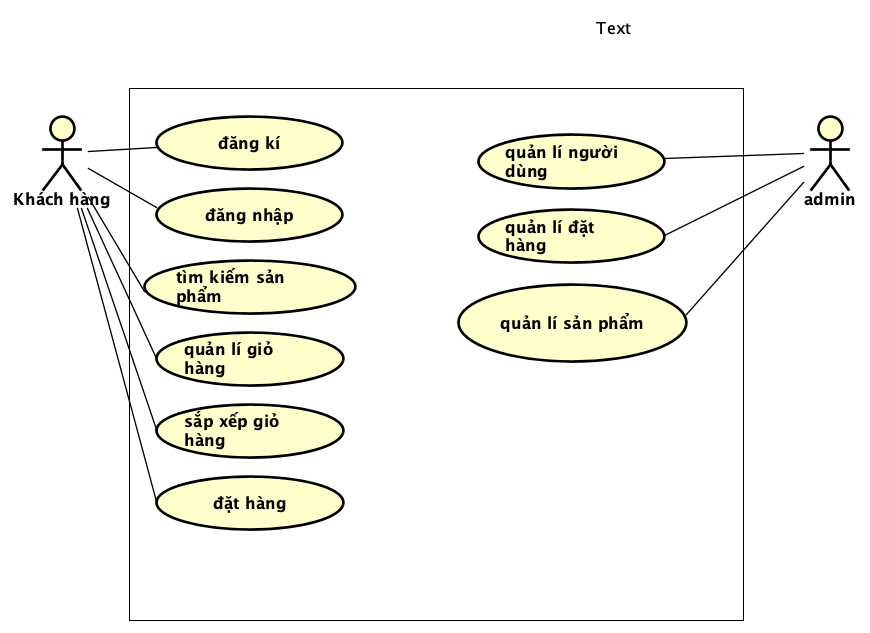 Text
Khách hàng
đăng kí
đăng nhập
tìm kiếm sản
phẩm
quản lí giỏ
hàng
sắp xếp giỏ
hàng
đặt hàng
quản lí người
dùng
quản lí đặt
hàng
quản lí sản phẩm
admin